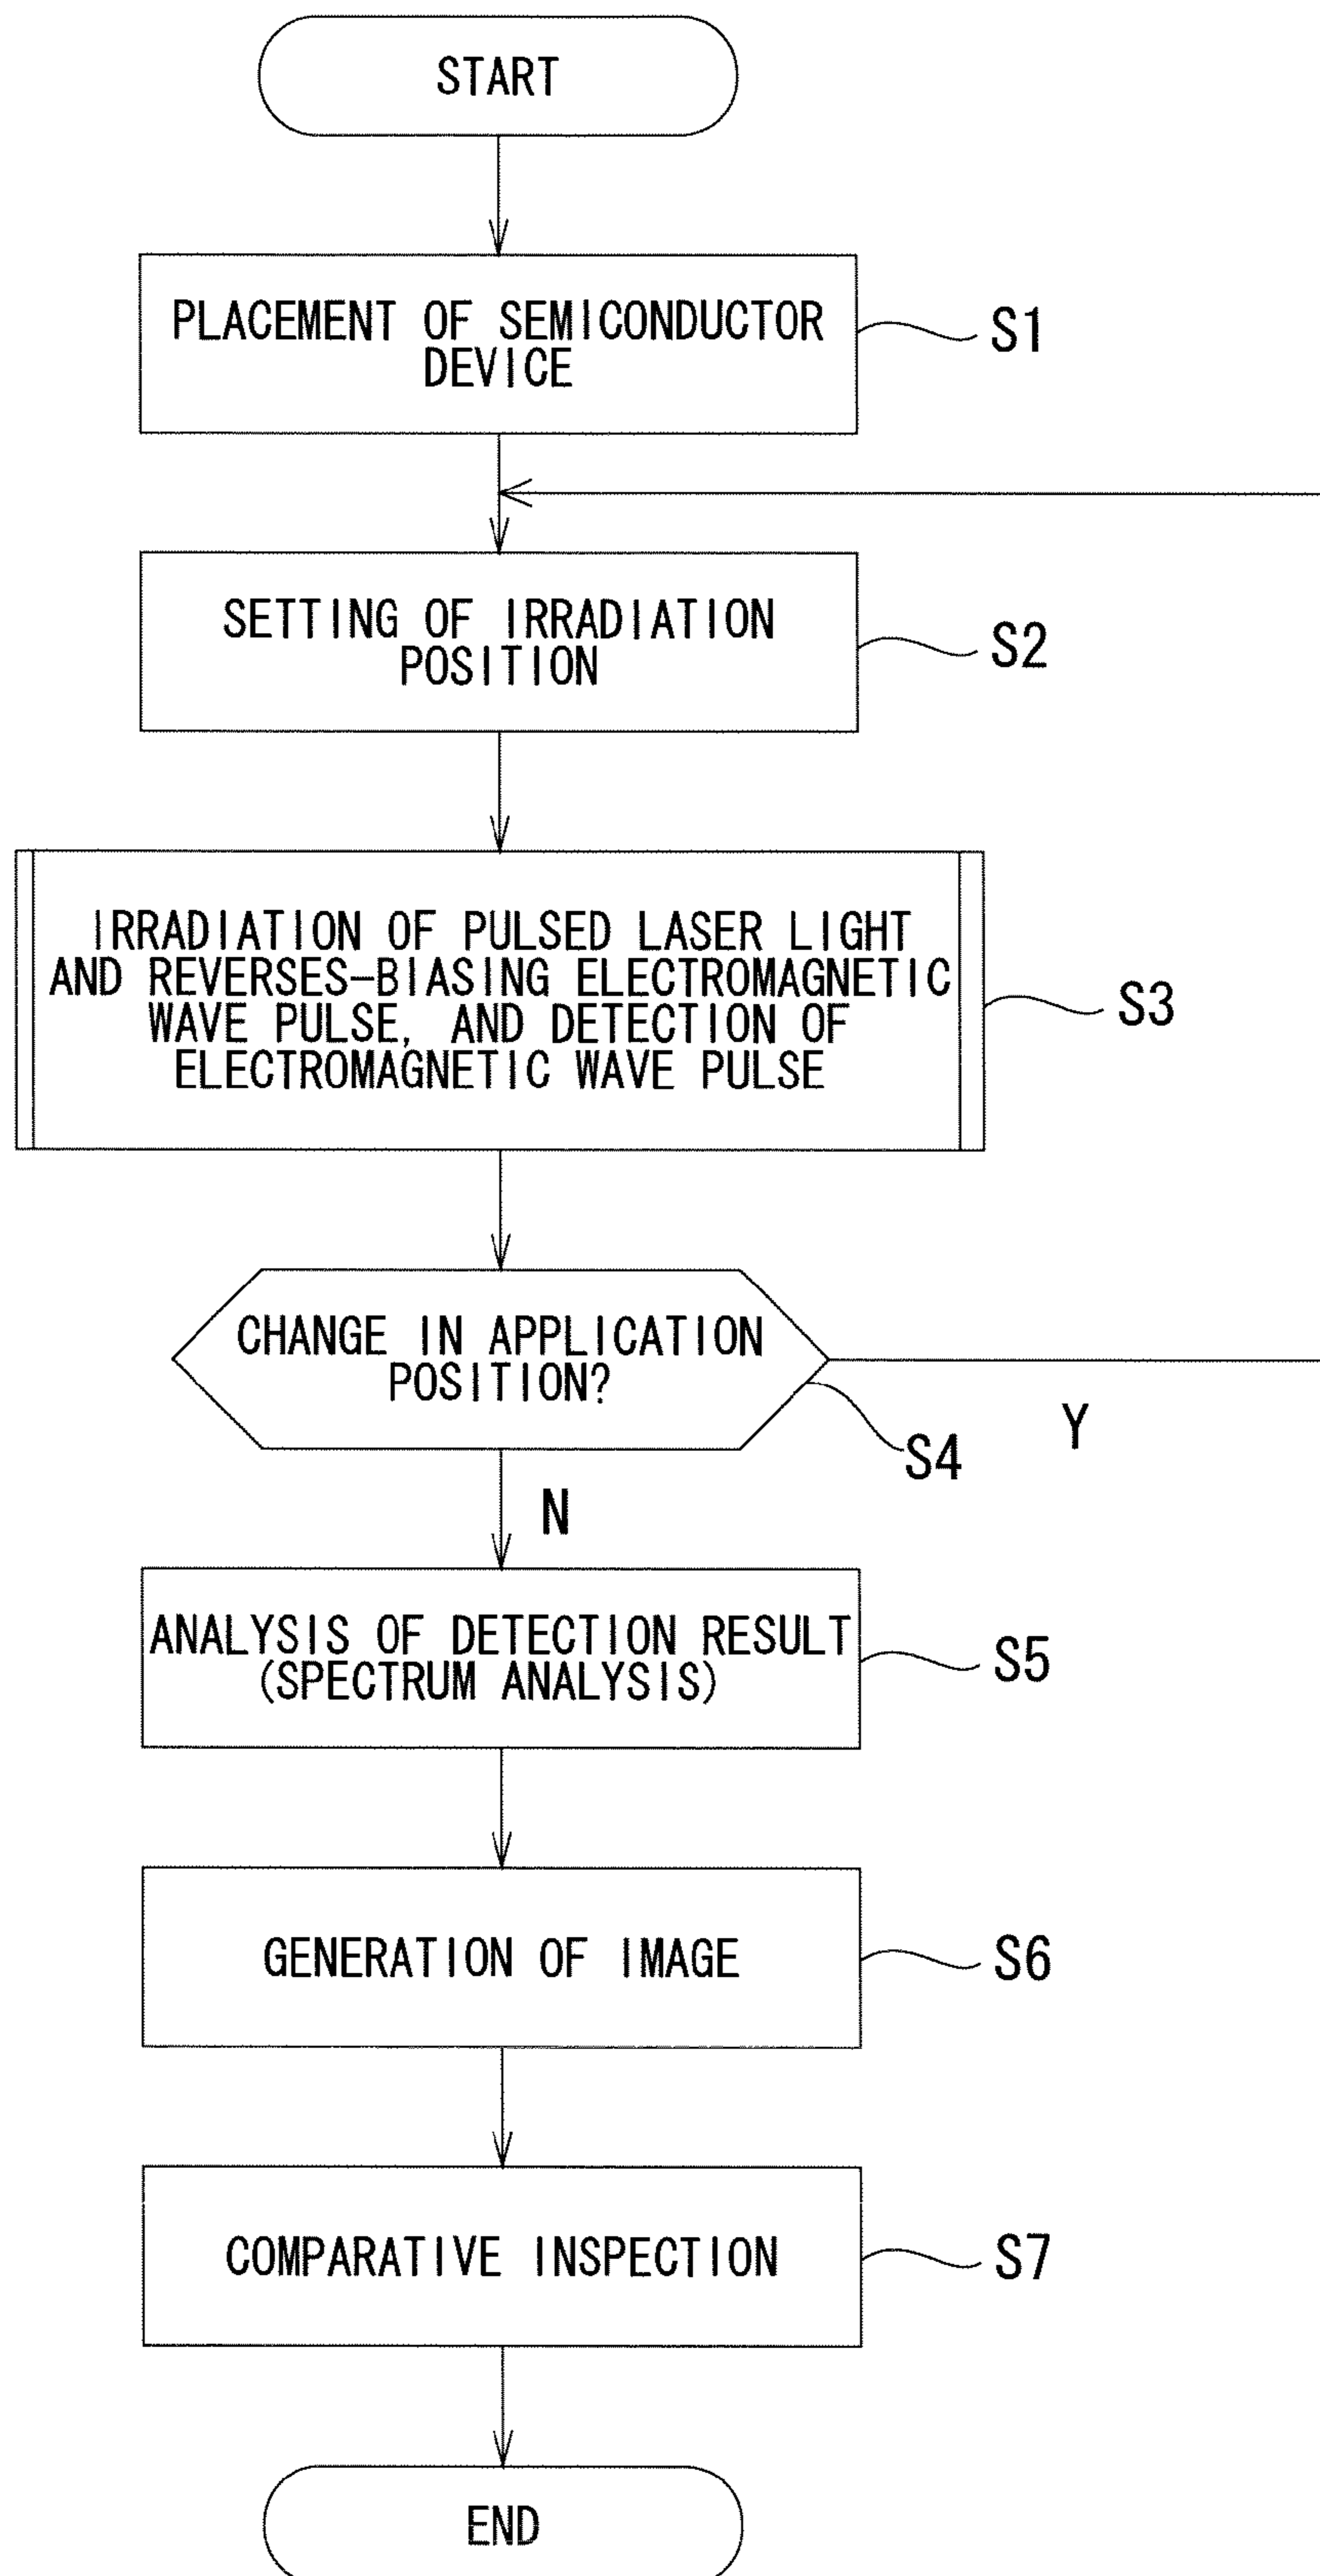 START
PLACEMENT OF SEMICONDUCTOR
DEVICE
S1
SETTING OF IRRADIATION
POSITION
S2
IRRADIATION OF PULSED LASER LIGHT
AND REVERSES-BIASING ELECTROMAGNETIC
WAVE PULSE, AND DETECTION OF
ELECTROMAGNETIC WAVE PULSE
S3
CHANGE IN APPLICATION
POSITION?
S4
Y
N
ANALYSIS OF DETECTION RESULT
(SPECTRUM ANALYSIS)
S5
GENERATION OF IMAGE
S6
COMPARATIVE INSPECTION
S7
END